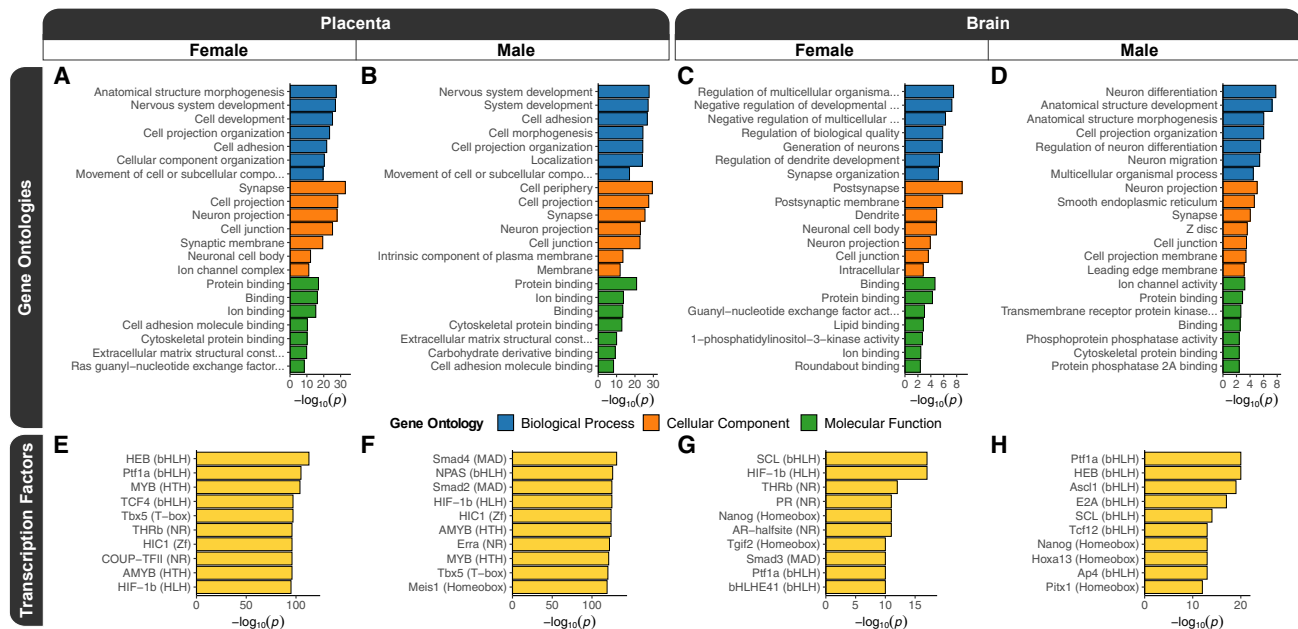 Placenta
Brain
Female
Male
Female
Male
Gene Ontologies
A
Anatomical structure morphogenesis
Nervous system development
Cell development
Cell projection organization
Cell adhesion
Cellular component organization
Movement of cell or subcellular compo...
Synapse
Cell projection
Neuron projection
Cell junction
Synaptic membrane
Neuronal cell body
Ion channel complex
Protein binding
Binding
Ion binding
Cell adhesion molecule binding
Cytoskeletal protein binding
Extracellular matrix structural const...
Ras guanyl−nucleotide exchange factor...
0 10 20 30
−log10(p)
B
Nervous system development
System development
Cell adhesion
Cell morphogenesis
Cell projection organization
Localization
Movement of cell or subcellular compo...
Cell periphery
Cell projection
Synapse
Neuron projection
Cell junction
Intrinsic component of plasma membrane
Membrane
Protein binding
Ion binding
Binding
Cytoskeletal protein binding
Extracellular matrix structural const...
Carbohydrate derivative binding
Cell adhesion molecule binding
0 10 20 30
−log10(p)
C
Regulation of multicellular organisma...
Negative regulation of developmental ...
Negative regulation of multicellular ...
Regulation of biological quality
Generation of neurons
Regulation of dendrite development
Synapse organization
Postsynapse
Postsynaptic membrane
Dendrite
Neuronal cell body
Neuron projection
Cell junction
Intracellular
Binding
Protein binding
Guanyl−nucleotide exchange factor act...
Lipid binding
1−phosphatidylinositol−3−kinase activity
Ion binding
Roundabout binding
0 2 4 6 8
−log10(p)
D
Neuron differentiation
Anatomical structure development
Anatomical structure morphogenesis
Cell projection organization
Regulation of neuron differentiation
Neuron migration
Multicellular organismal process
Neuron projection
Smooth endoplasmic reticulum
Synapse
Z disc
Cell junction
Cell projection membrane
Leading edge membrane
Ion channel activity
Protein binding
Transmembrane receptor protein kinase...
Binding
Phosphoprotein phosphatase activity
Cytoskeletal protein binding
Protein phosphatase 2A binding
0 2 4 6 8
−log10(p)
Gene Ontology Biological Process Cellular Component Molecular Function
Transcription Factors
E
HEB (bHLH)
Ptf1a (bHLH)
MYB (HTH)
TCF4 (bHLH)
Tbx5 (T−box)
THRb (NR)
HIC1 (Zf)
COUP−TFII (NR)
AMYB (HTH)
HIF−1b (HLH)
0 50 100
−log10(p)
F
Smad4 (MAD)
NPAS (bHLH)
Smad2 (MAD)
HIF−1b (HLH)
HIC1 (Zf)
AMYB (HTH)
Erra (NR)
MYB (HTH)
Tbx5 (T−box)
Meis1 (Homeobox)
0 50 100
−log10(p)
G
SCL (bHLH)
HIF−1b (HLH)
THRb (NR)
PR (NR)
Nanog (Homeobox)
AR−halfsite (NR)
Tgif2 (Homeobox)
Smad3 (MAD)
Ptf1a (bHLH)
bHLHE41 (bHLH)
0 5 10 15
−log10(p)
H
Ptf1a (bHLH)
HEB (bHLH)
Ascl1 (bHLH)
E2A (bHLH)
SCL (bHLH)
Tcf12 (bHLH)
Nanog (Homeobox)
Hoxa13 (Homeobox)
Ap4 (bHLH)
Pitx1 (Homeobox)
0 10 20
−log10(p)